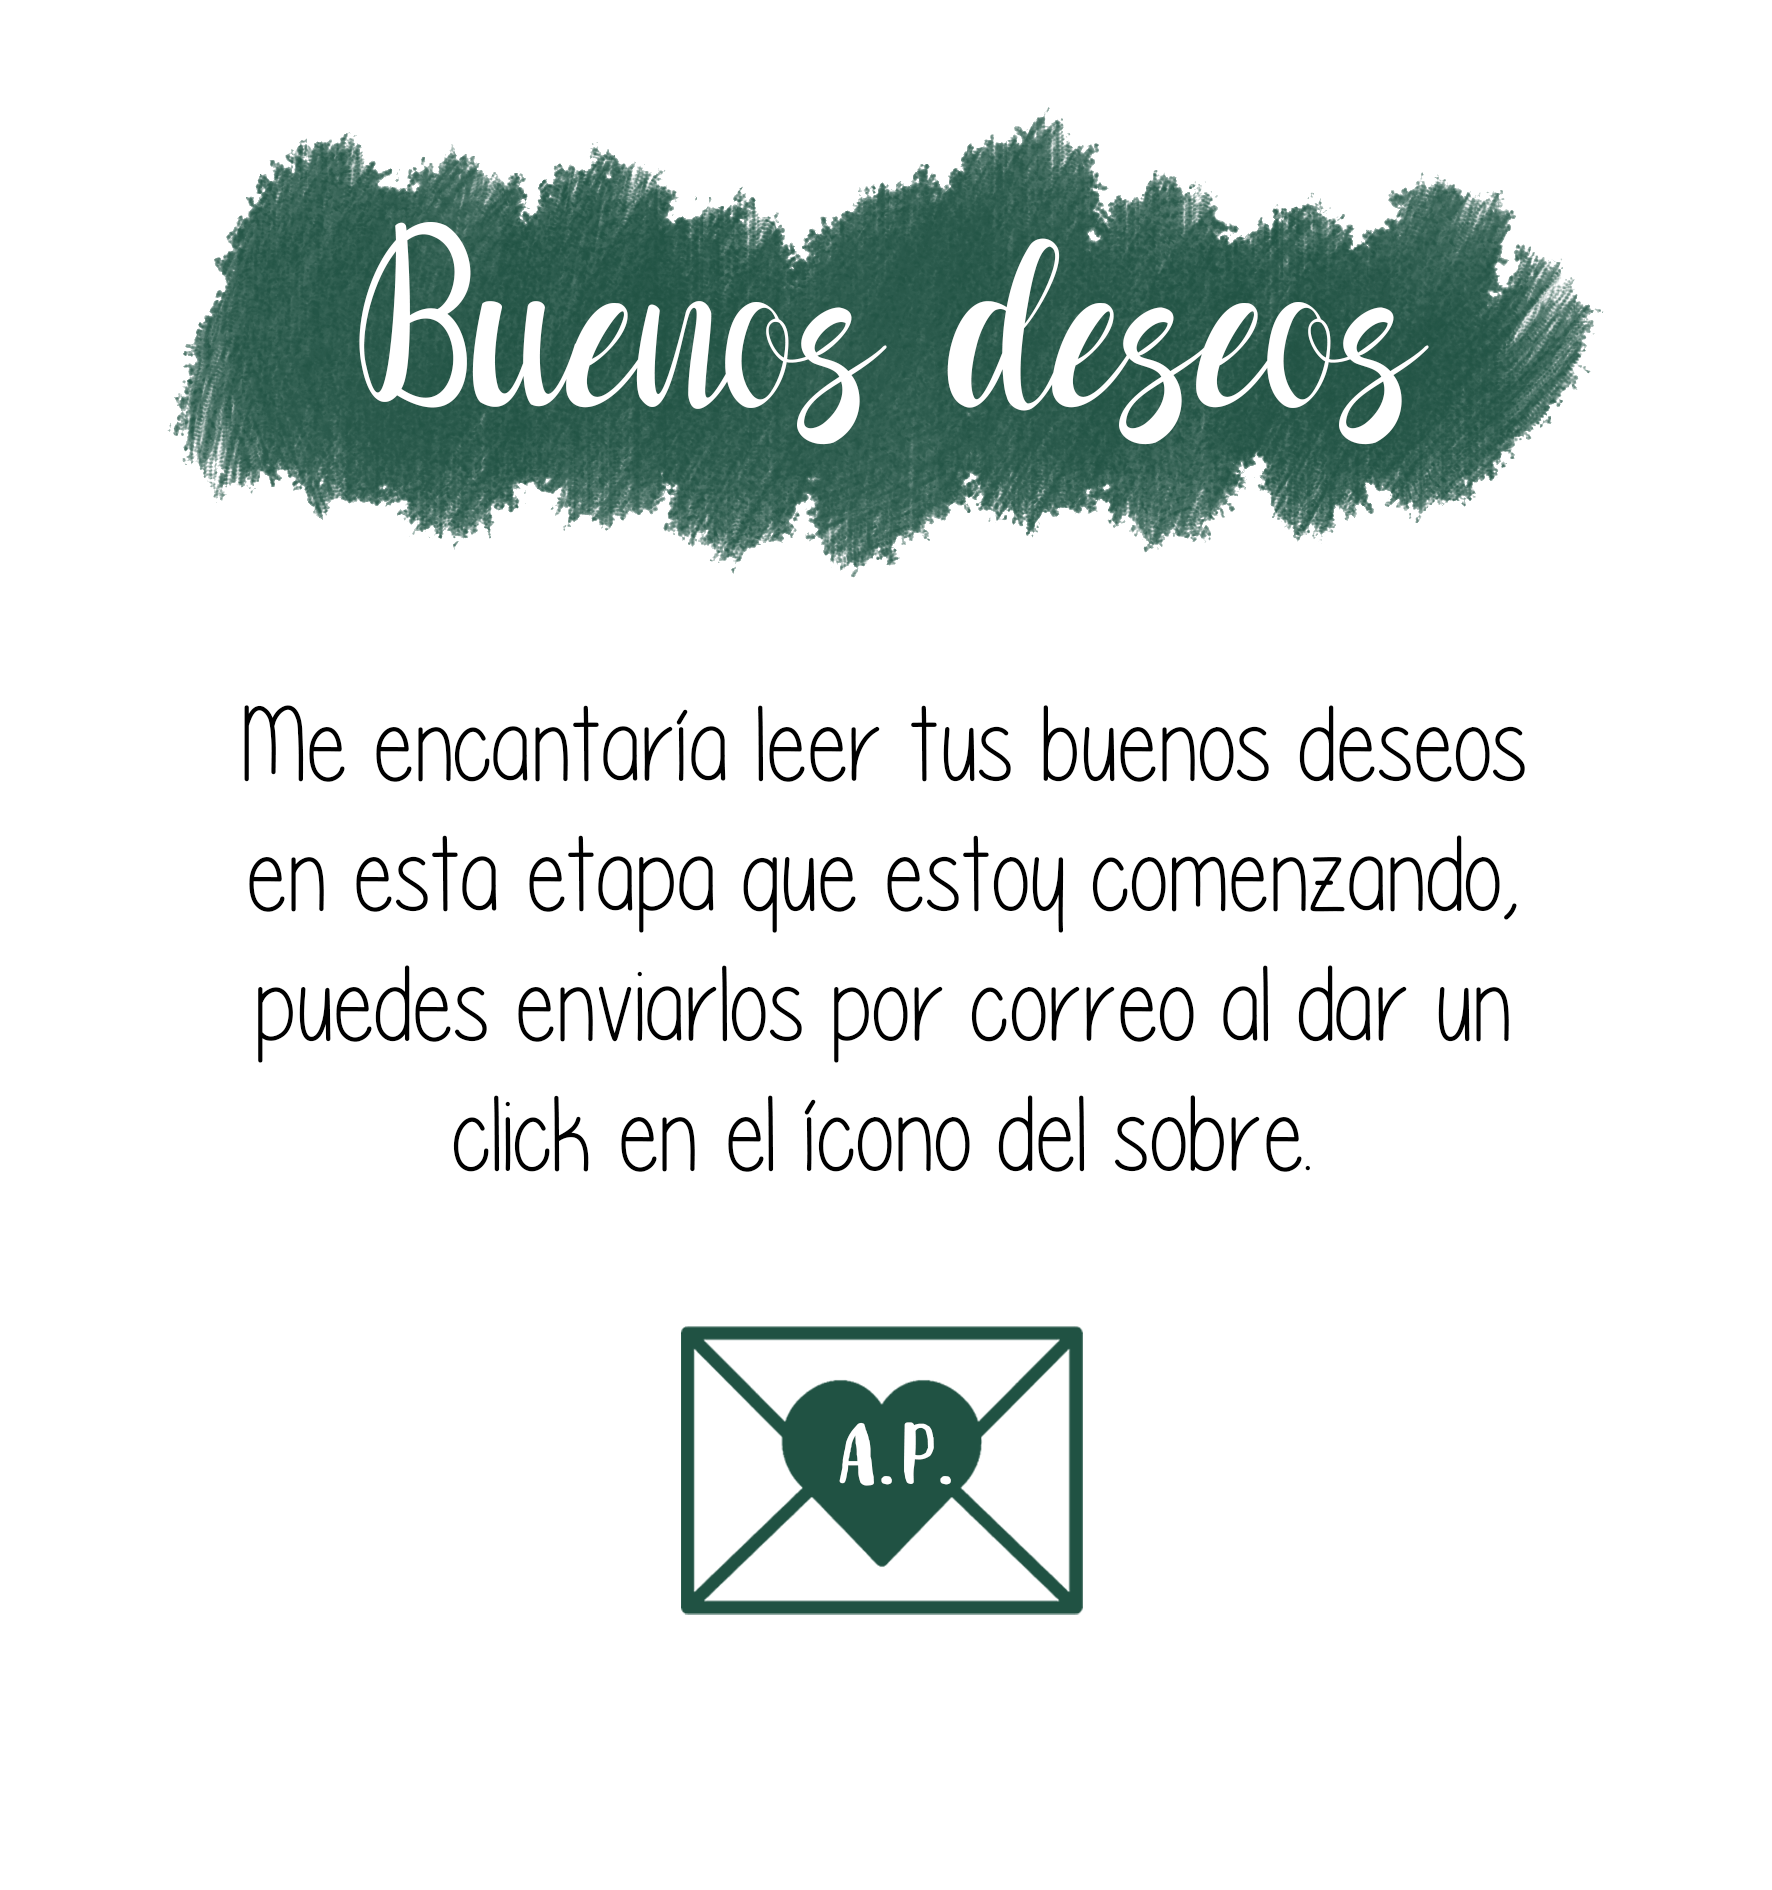 Buenos deseos
Me encantaría leer tus buenos deseos
en esta etapa que estoy comenzando,
puedes enviarlos por correo al dar un
click en el ícono del sobre.
A.P.